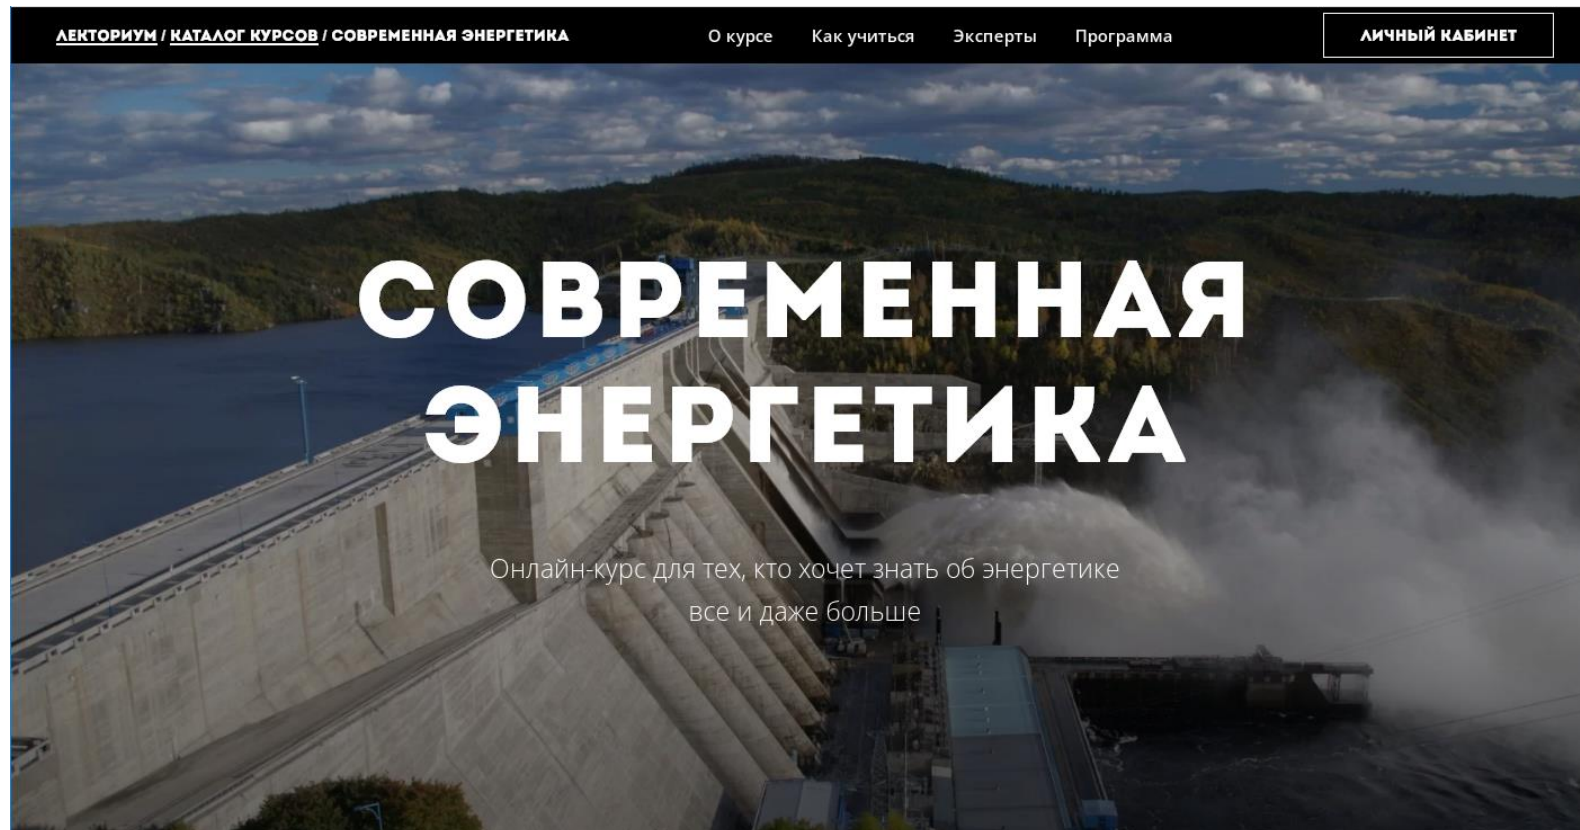 ЛЕКТОРИУМ / КАТАЛОГ КУРСОВ / СОВРЕМЕННАЯ ЭНЕРГЕТИКА
О курсе
Как учиться
Эксперты
Программа
ЛИЧНЫЙ КАБИНЕТ
СОВРЕМЕННАЯ
ЭНЕРГЕТИКА
Онлайн-курс для тех, кто хочет знать об энергетике
все и даже больше